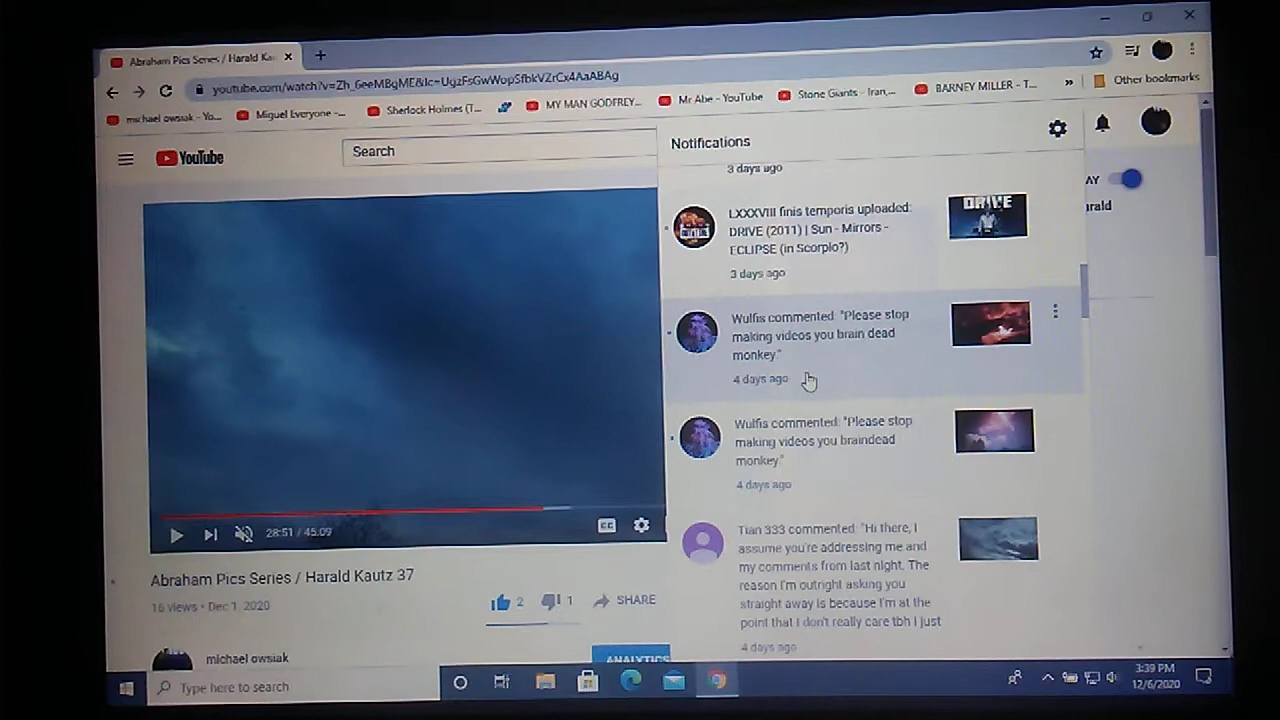 Abraham Pics Series / Harald Kau
youtube.com/watch?v=Zh_6eeMBgME&lc=UgzFsGwWopSfbkVZrCx4AaABAg
michael owsiak - Yo...
Miguel Everyone -...
Sherlock Holmes (T...
MY MAN GODFREY...
Mr Abe - YouTube
Stone Giants - Iran,...
BARNEY MILLER - T...
»
Other bookmarks
YouTube
Search
Notifications
AY
arald
3 days ago
LXXXVIII finis temporis uploaded:
DRIVE (2011) | Sun - Mirrors -
ECLIPSE (in Scorpio?)
3 days ago
DRIVE
Wulfis commented: "Please stop
making videos you brain dead
monkey."
4 days ago
Wulfis commented: "Please stop
making videos you braindead
monkey."
4 days ago
Tian 333 commented: "Hi there, I
assume you're addressing me and
my comments from last night. The
reason I'm outright asking you
straight away is because I'm at the
point that I don't really care tbh I just
4 days ago
28:51 / 45:09
CC
Abraham Pics Series / Harald Kautz 37
16 views • Dec 1, 2020
2
1
SHARE
michael owsiak
ANALYTICS
Type here to search
3:39 PM
12/6/2020